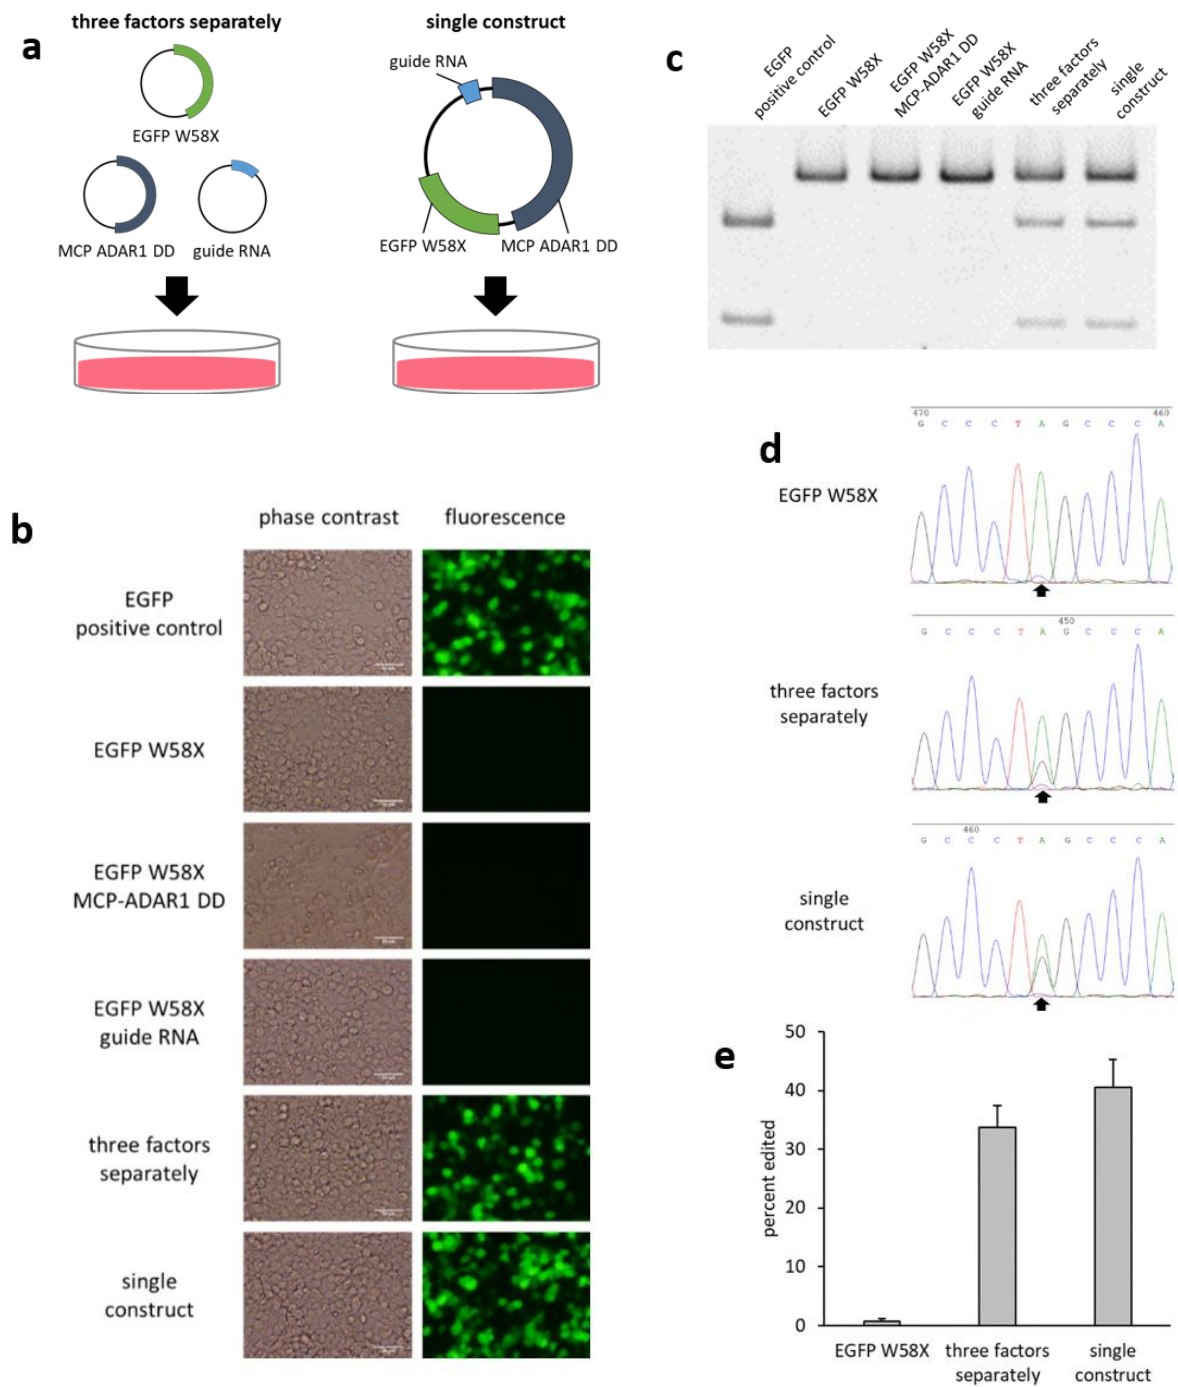 a
three factors separately
single construct
EGFP W58X
MCP ADAR1 DD
guide RNA
guide RNA
EGFP W58X
MCP ADAR1 DD
b
phase contrast
fluorescence
EGFP
positive control
EGFP W58X
EGFP W58X
MCP-ADAR1 DD
EGFP W58X
guide RNA
three factors
separately
single
construct
c
EGFP
positive control
EGFP W58X
EGFP W58X
MCP-ADAR1 DD
EGFP W58X
guide RNA
three factors
separately
single
construct
d
EGFP W58X
470 460
G C C C T A G C C C A
three factors
separately
450
G C C C T A G C C C A
single
construct
460
G C C C T A G C C C A
e
percent edited
50
40
30
20
10
0
EGFP W58X
three factors
separately
single
construct